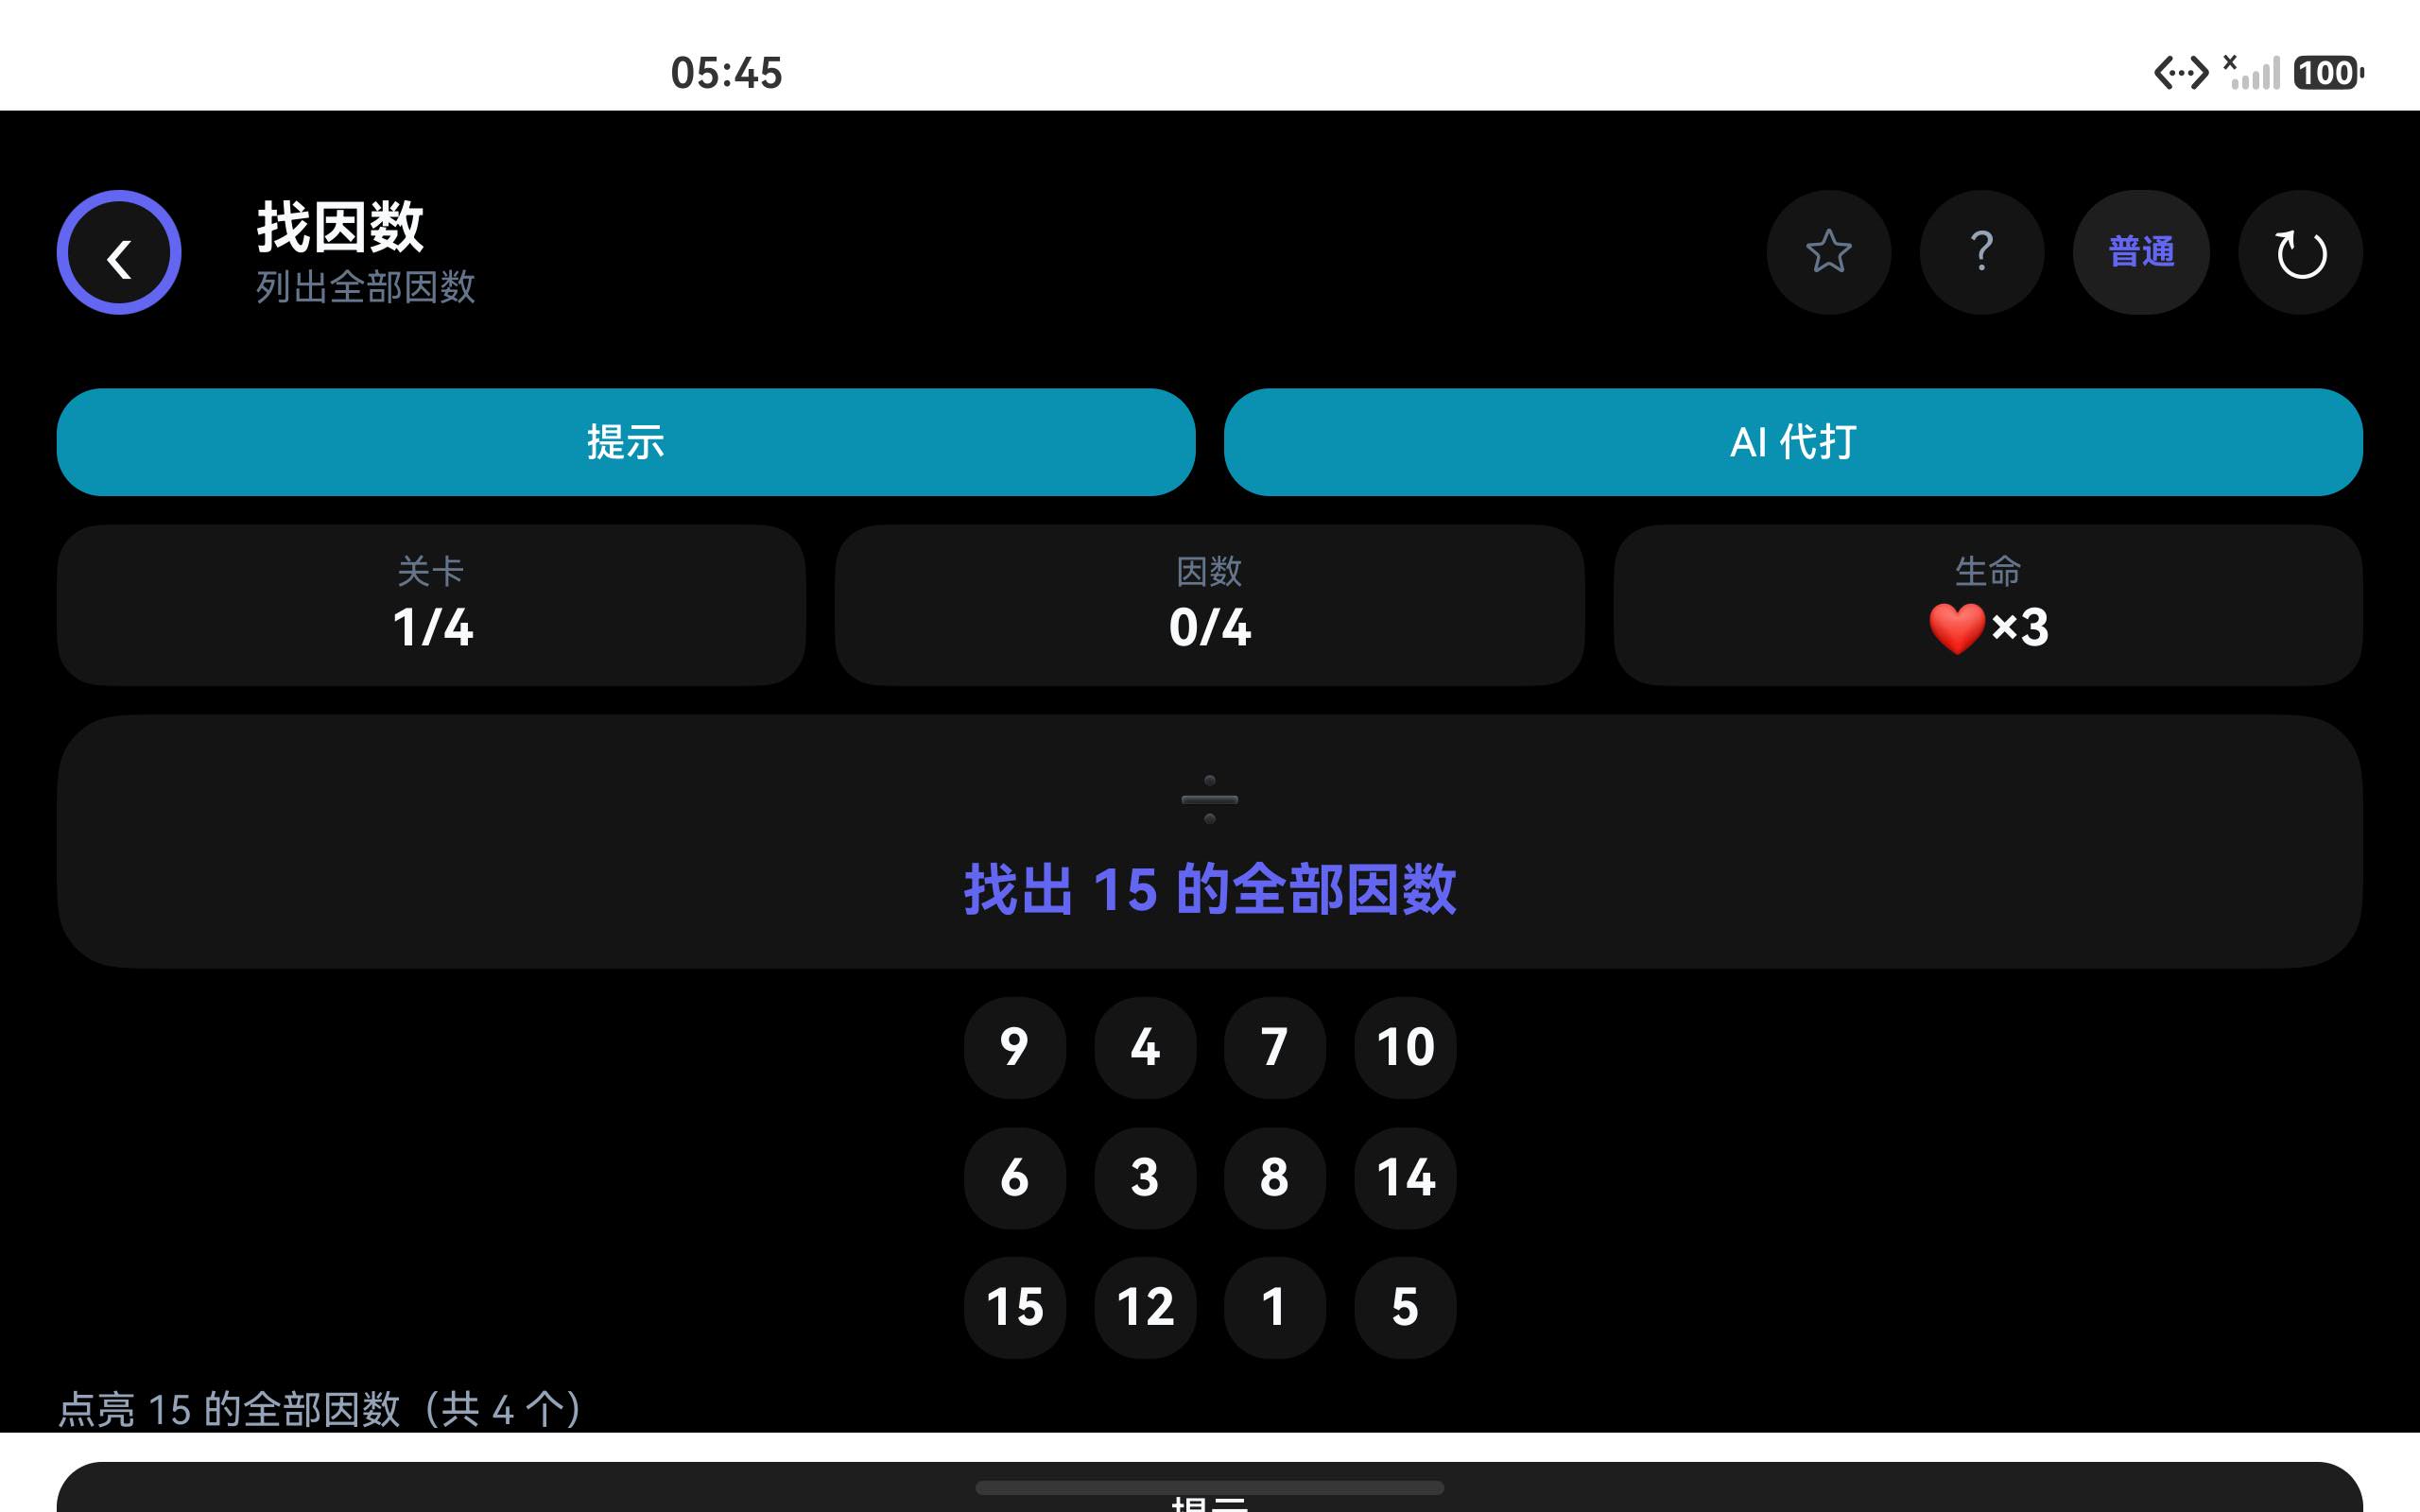 05:45
100
找因数
列出全部因数
?
普通
提示
AI 代打
关卡
1/4
因数
0/4
生命
❤️×3
÷
找出 15 的全部因数
9 4 7 10
6 3 8 14
15 12 1 5
点亮 15 的全部因数（共 4 个）
提示